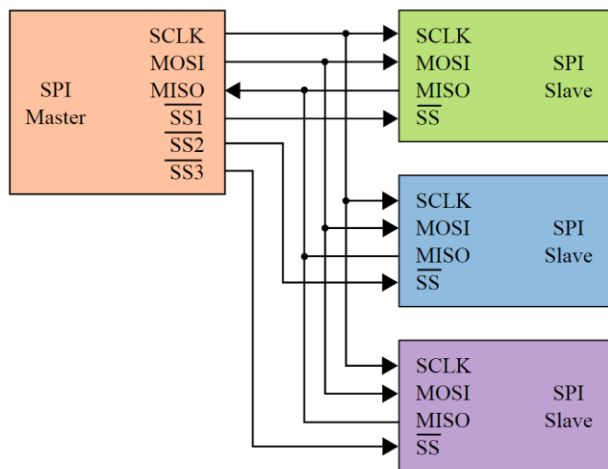 SCLK
MOSI
SPI MISO
Master SS1
SS2
SS3
SCLK
MOSI SPI
MISO Slave
SS
SCLK
MOSI SPI
MISO Slave
SS
SCLK
MOSI SPI
MISO Slave
SS